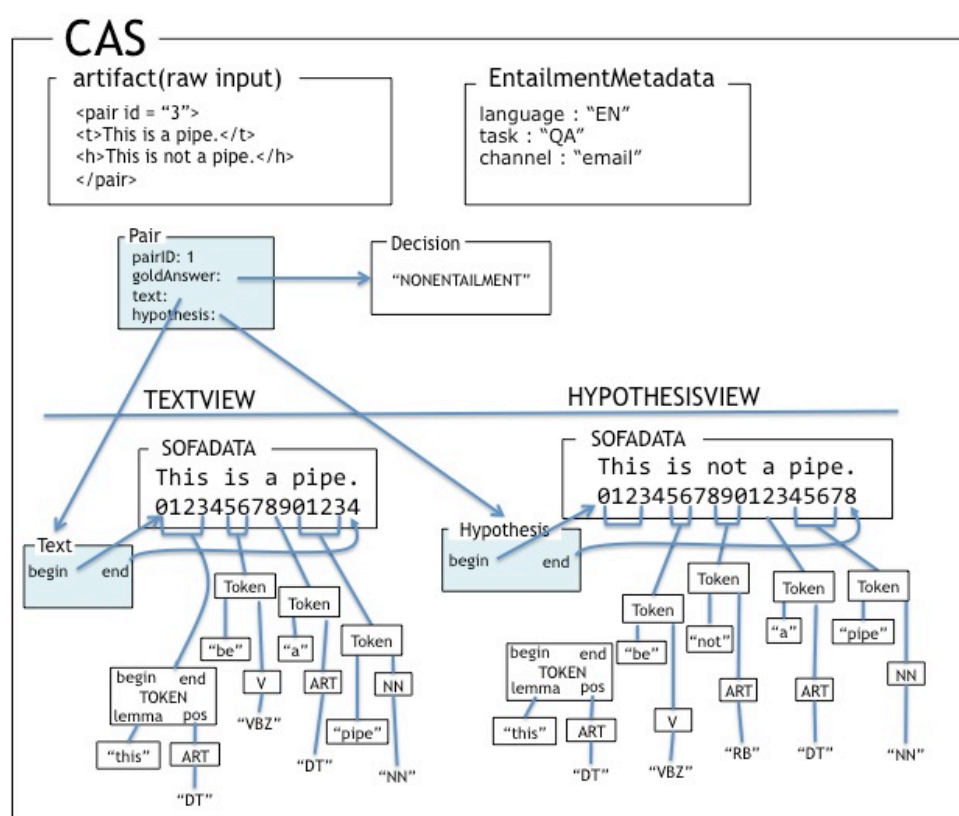 CAS
artifact(raw input)
<pair id = “3”>
<t>This is a pipe.</t>
<h>This is not a pipe.</h>
</pair>
EntailmentMetadata
language : “EN”
task : “QA”
channel : “email”
Pair
pairID: 1
goldAnswer:
text:
hypothesis:
Decision
“NONENTAILMENT”
TEXTVIEW
HYPOTHESISVIEW
SOFADATA
This is a pipe.
012345678901234
SOFADATA
This is not a pipe.
0123456789012345678
Text
begin end
Hypothesis
begin end
Token
“be”
V
“VBZ”
Token
“a”
ART
“DT”
Token
“pipe”
NN
“NN”
begin end
TOKEN
lemma pos
“this”
ART
“DT”
begin end
TOKEN
lemma pos
“this”
ART
“DT”
Token
“be”
V
“VBZ”
Token
“not”
ART
“RB”
Token
“a”
ART
“DT”
Token
“pipe”
NN
“NN”